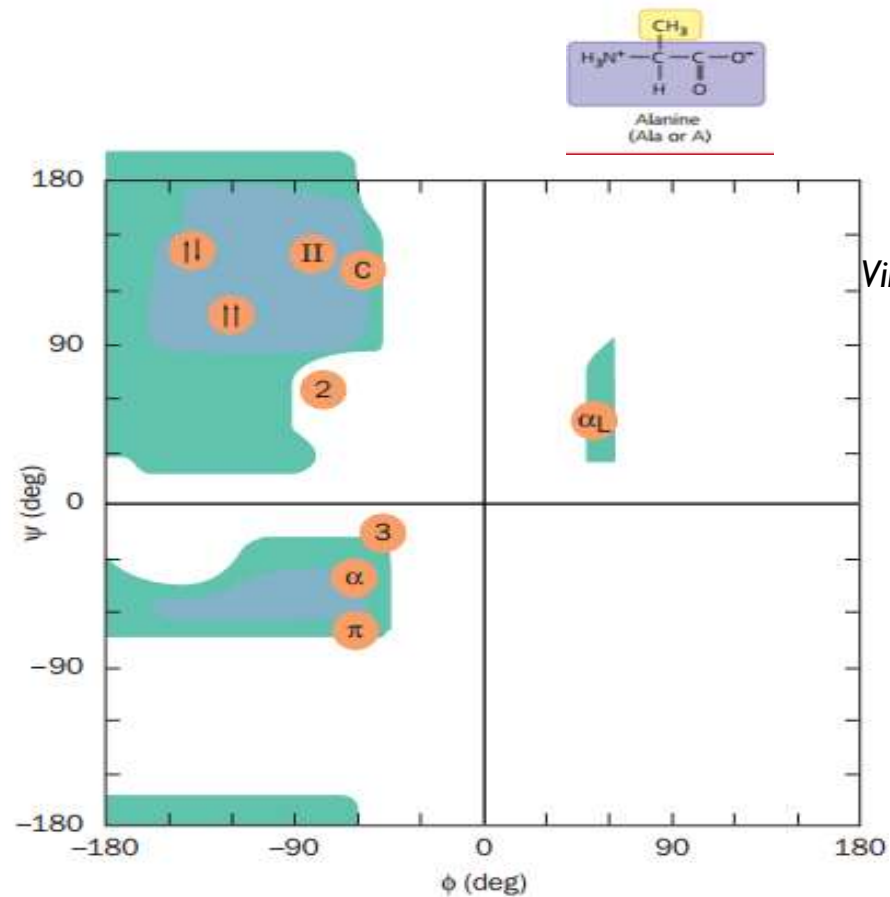 CH₃
H₃N⁺—C—C—O⁻
H O
Alanine
(Ala or A)
180
↑↓ II C
Vi
↑↑
90
2
αL
ψ (deg)
0
3
α
π
−90
−180
−180 −90 0 90 180
ϕ (deg)